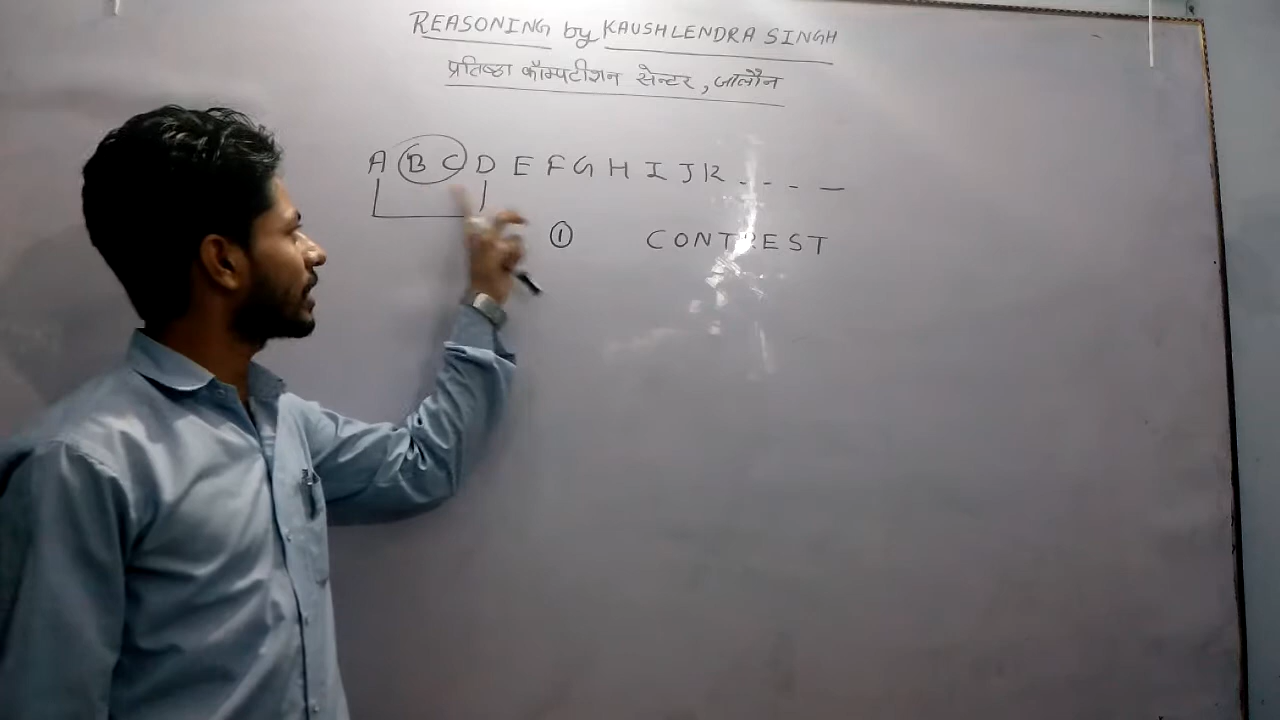 REASONING by KAUSHLENDRA SINGH
प्रतिष्ठा कॉम्पटीशन सेन्टर, जालौन
A B C D E F G H I J K . . . _
① CONTREST